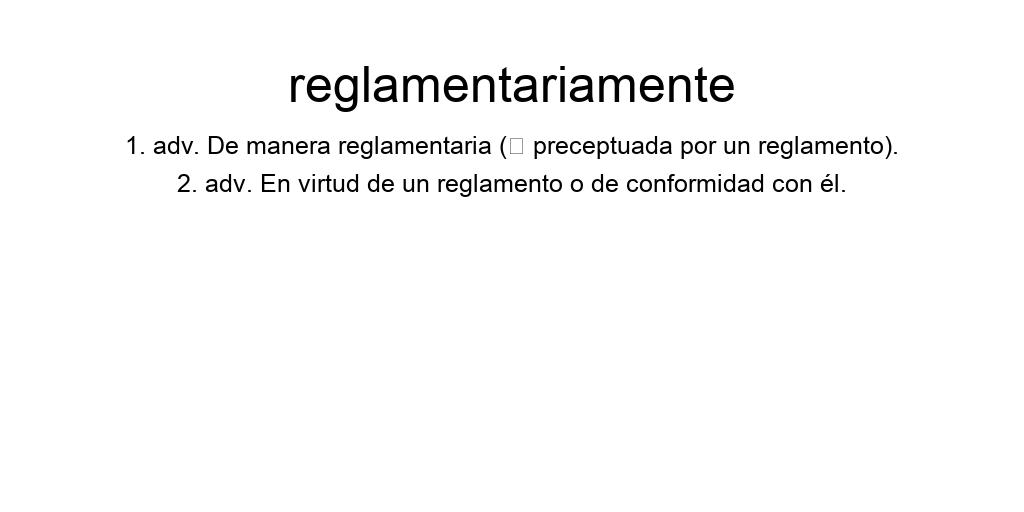 reglamentariamente
1. adv. De manera reglamentaria (□ preceptuada por un reglamento).
2. adv. En virtud de un reglamento o de conformidad con él.